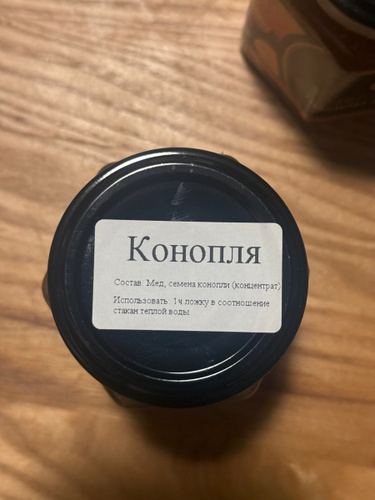 Конопля
Состав: Мед, семена конопли (концентрат)
Использовать: 1ч ложку в соотношение
стакан теплой воды